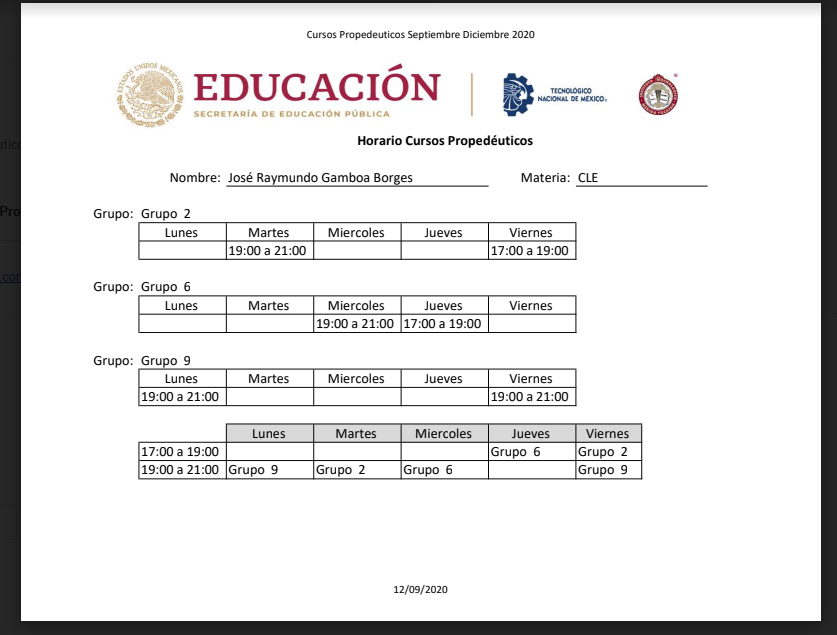 Cursos Propedeuticos Septiembre Diciembre 2020
ESTADOS UNIDOS MEXICANOS
EDUCACIÓN
SECRETARÍA DE EDUCACIÓN PÚBLICA
TECNOLÓGICO
NACIONAL DE MÉXICO
Horario Cursos Propedéuticos
Nombre: José Raymundo Gamboa Borges Materia: CLE
Grupo: Grupo 2
Lunes Martes Miercoles Jueves Viernes
19:00 a 21:00 17:00 a 19:00
Grupo: Grupo 6
Lunes Martes Miercoles Jueves Viernes
19:00 a 21:00 17:00 a 19:00
Grupo: Grupo 9
Lunes Martes Miercoles Jueves Viernes
19:00 a 21:00 19:00 a 21:00
Lunes Martes Miercoles Jueves Viernes
17:00 a 19:00 Grupo 6 Grupo 2
19:00 a 21:00 Grupo 9 Grupo 2 Grupo 6 Grupo 9
12/09/2020